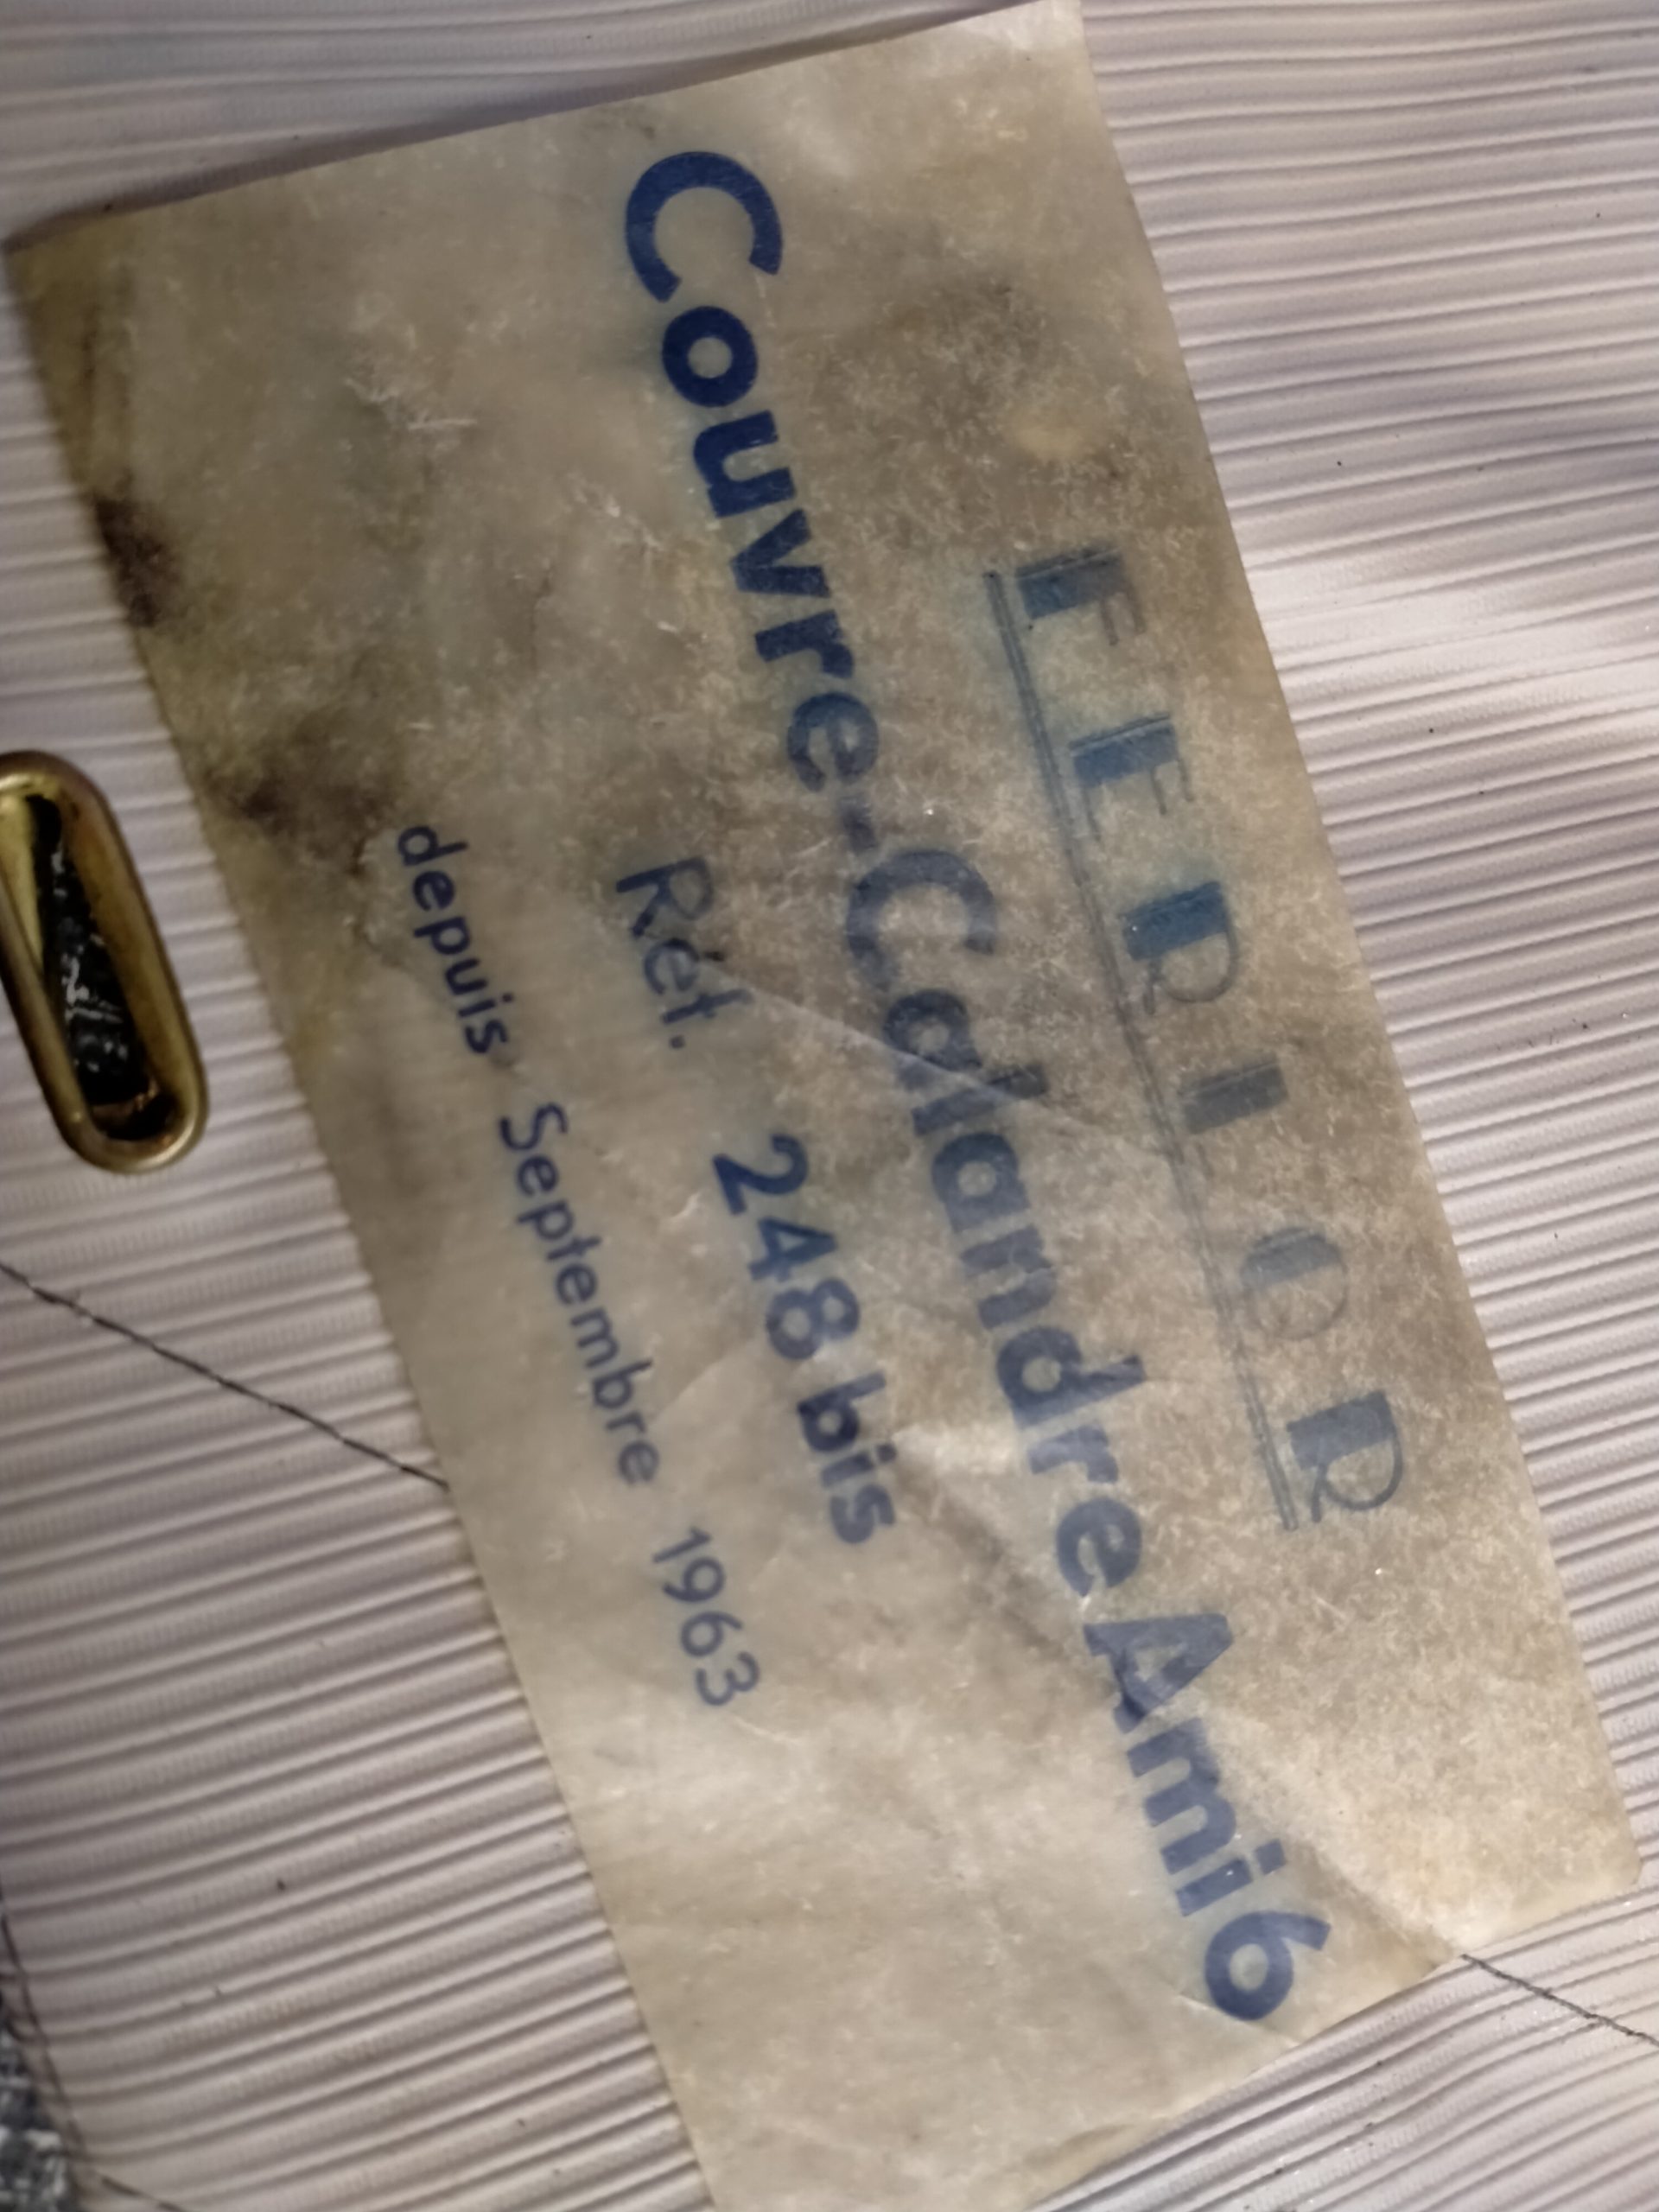 FERIOR
Couvre-Calandre Ami6
Réf. 248 bis
depuis Septembre 1963